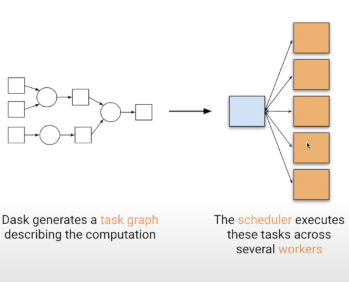 Dask generates a task graph
describing the computation
The scheduler executes
these tasks across
several workers